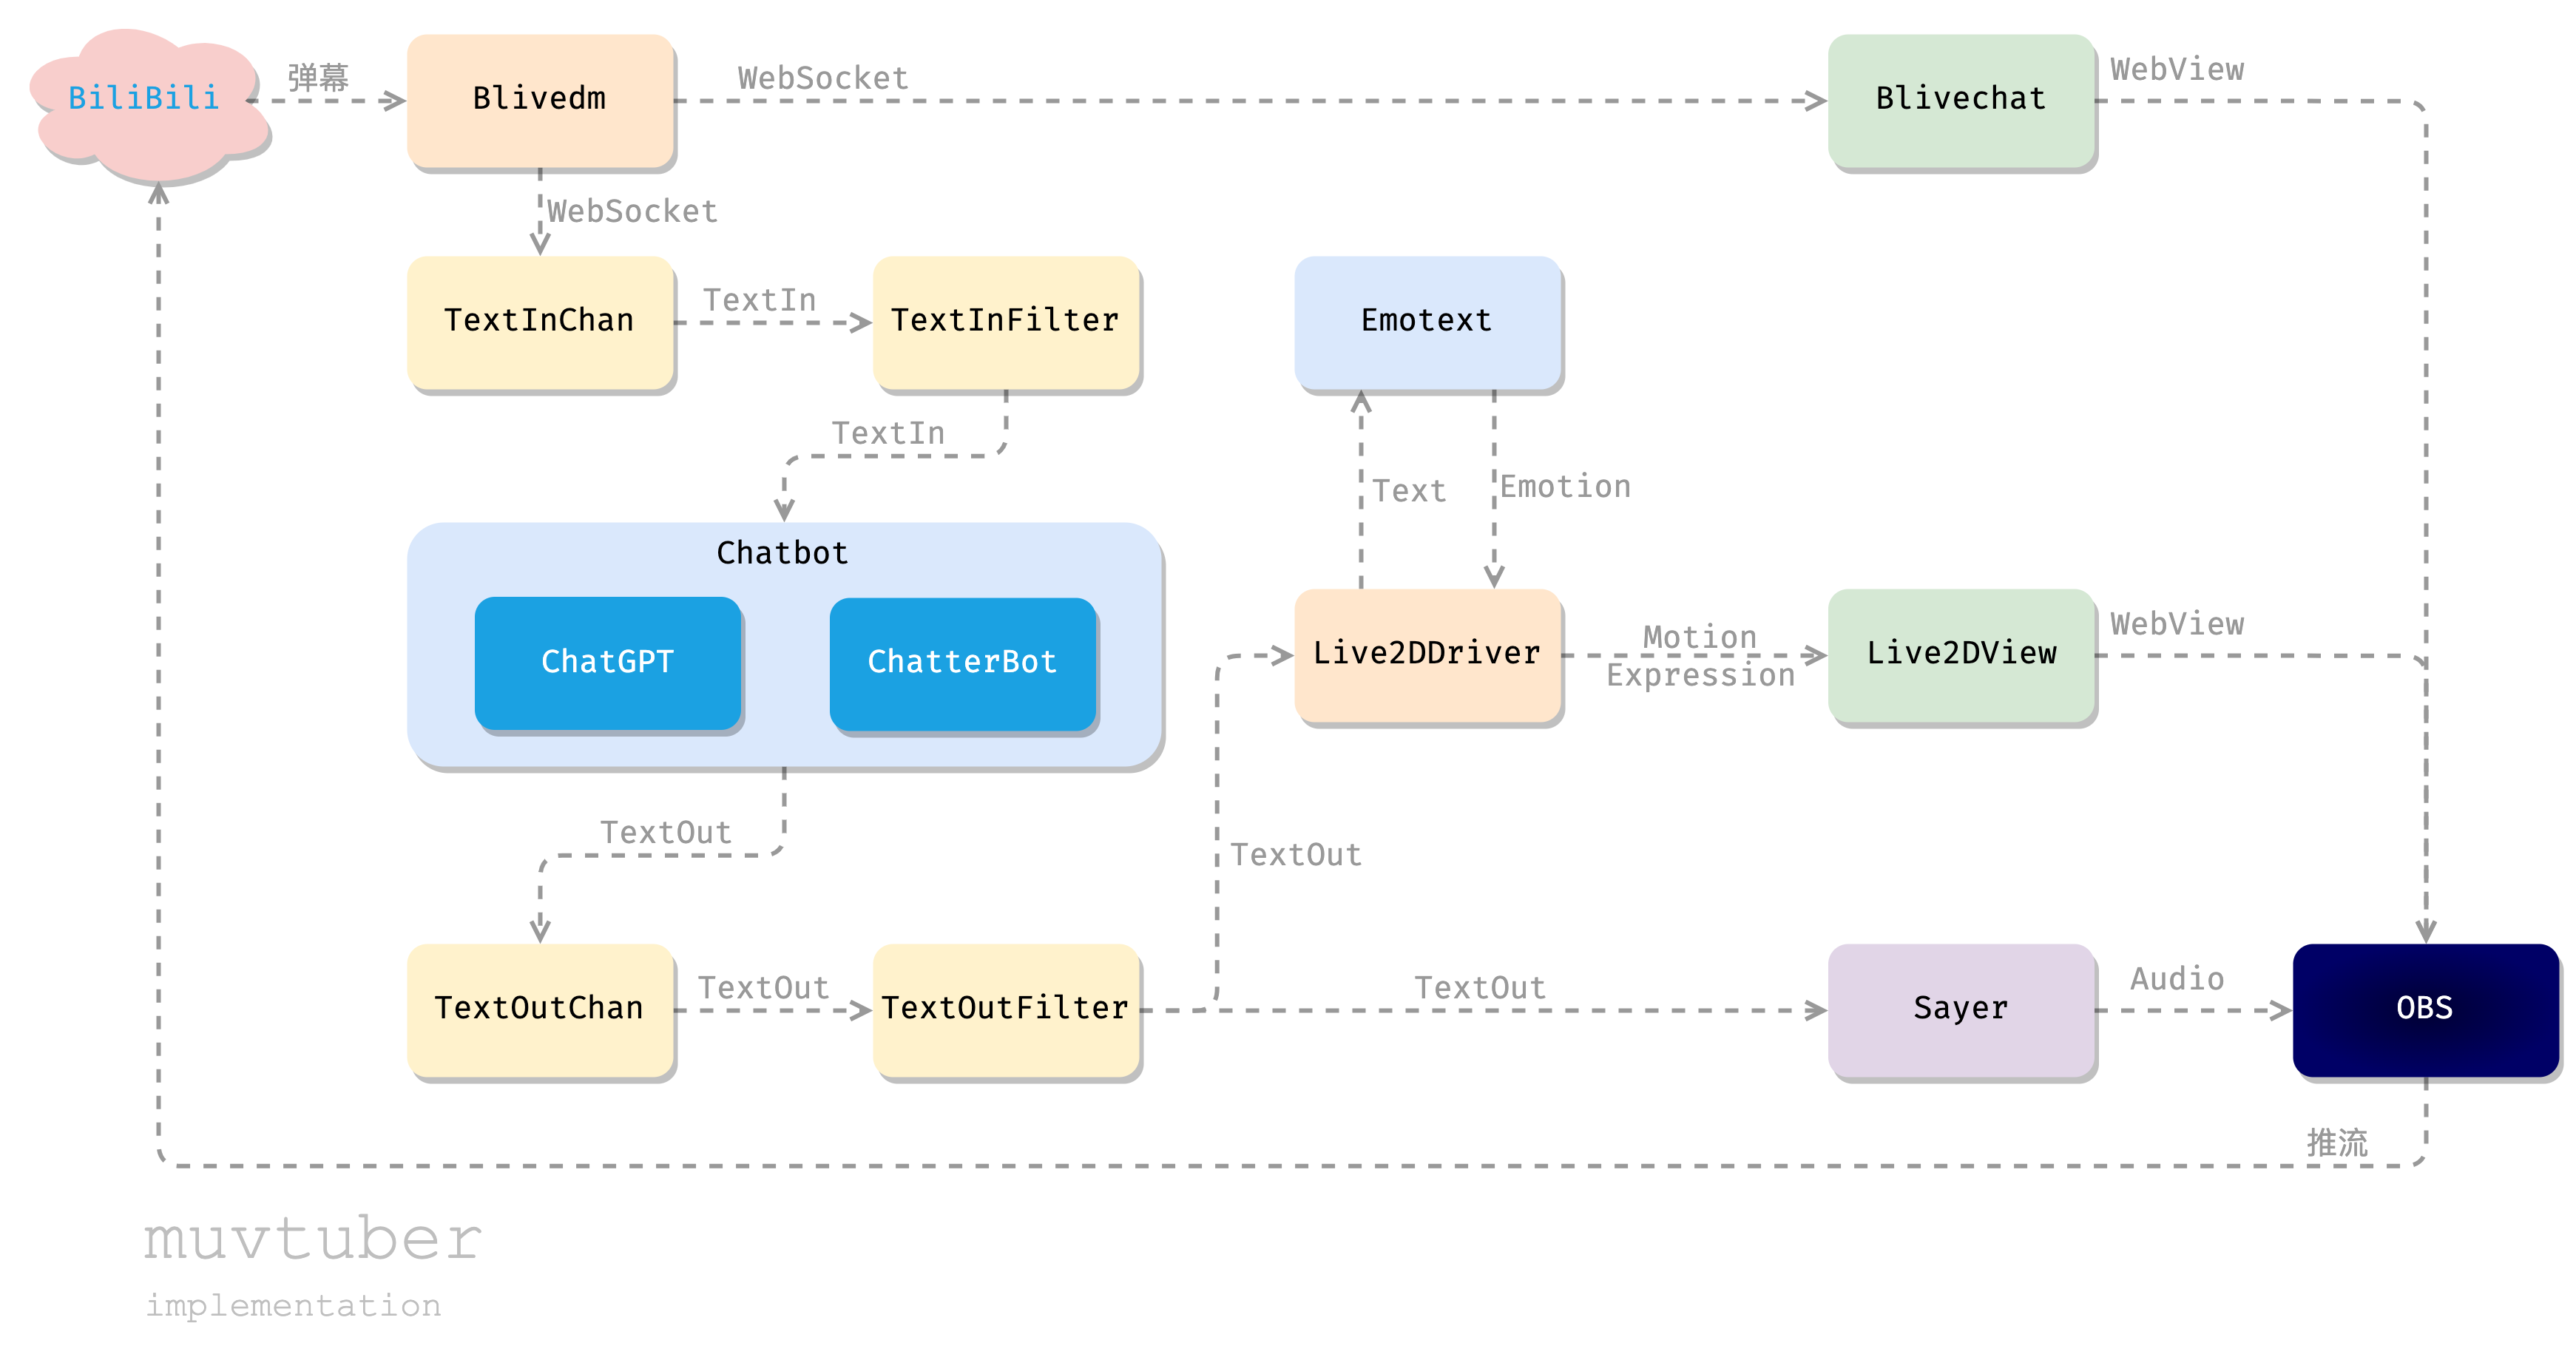 BiliBili
弹幕
Blivedm
WebSocket
Blivechat
WebView
WebSocket
TextInChan
TextIn
TextInFilter
Emotext
TextIn
Text
Emotion
Chatbot
ChatGPT
ChatterBot
Live2DDriver
Motion
Expression
Live2DView
WebView
TextOut
TextOut
TextOutChan
TextOut
TextOutFilter
TextOut
Sayer
Audio
OBS
推流
muvtuber
implementation